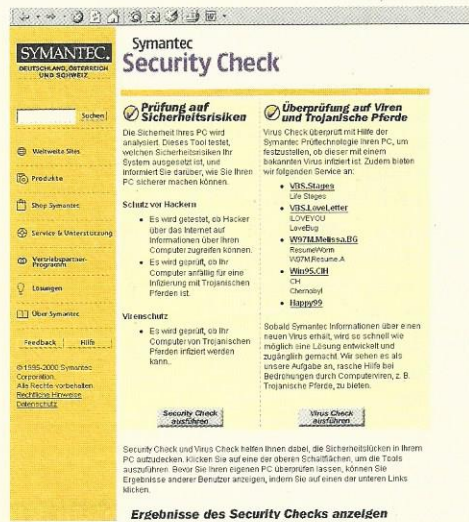 SYMANTEC.
DEUTSCHLAND, ÖSTERREICH
UND SCHWEIZ
Suchen
Weltweite Sites
Produkte
Shop Symantec
Service & Unterstützung
Vertriebspartner-
Programm
Lösungen
Über Symantec
Feedback | Hilfe
©1995-2000 Symantec
Corporation.
Alle Rechte vorbehalten.
Rechtliche Hinweise
Datenschutz
Symantec
Security Check
Prüfung auf
Sicherheitsrisiken
Die Sicherheit Ihres PC wird
analysiert. Dieses Tool testet,
welchen Sicherheitsrisiken Ihr
System ausgesetzt ist, und
informiert Sie darüber, wie Sie Ihren
PC sicherer machen können.
Schutz vor Hackern
• Es wird getestet, ob Hacker
über das Internet auf
Informationen über Ihren
Computer zugreifen können.
• Es wird geprüft, ob Ihr
Computer anfällig für eine
Infizierung mit Trojanischen
Pferden ist.
Virenschutz
• Es wird geprüft, ob Ihr
Computer von Trojanischen
Pferden infiziert werden
kann.
Security Check
ausführen
Überprüfung auf Viren
und Trojanische Pferde
Virus Check überprüft mit Hilfe der
Symantec Prüftechnologie Ihren PC, um
festzustellen, ob dieser mit einem
bekannten Virus infiziert ist. Zudem bieten
wir folgenden Service an:
• VBS.Stages
Life Stages
• VBS.LoveLetter
ILOVEYOU
LoveBug
• W97M.Melissa.BG
ResumeWorm
W97M.Resume.A
• Win95.CIH
CIH
Chernobyl
• Happy99
Sobald Symantec Informationen über einen
neuen Virus erhält, wird so schnell wie
möglich eine Lösung entwickelt und
zugänglich gemacht. Wir sehen es als
unsere Aufgabe an, rasche Hilfe bei
Bedrohungen durch Computerviren, z. B.
Trojanische Pferde, zu bieten.
Virus Check
ausführen
Security Check und Virus Check helfen Ihnen dabei, die Sicherheitslücken in Ihrem
PC aufzudecken. Klicken Sie auf eine der oberen Schaltflächen, um die Tools
auszuführen. Bevor Sie Ihren eigenen PC überprüfen lassen, können Sie
Ergebnisse anderer Benutzer anzeigen, indem Sie auf einen der unteren Links
klicken.
Ergebnisse des Security Checks anzeigen